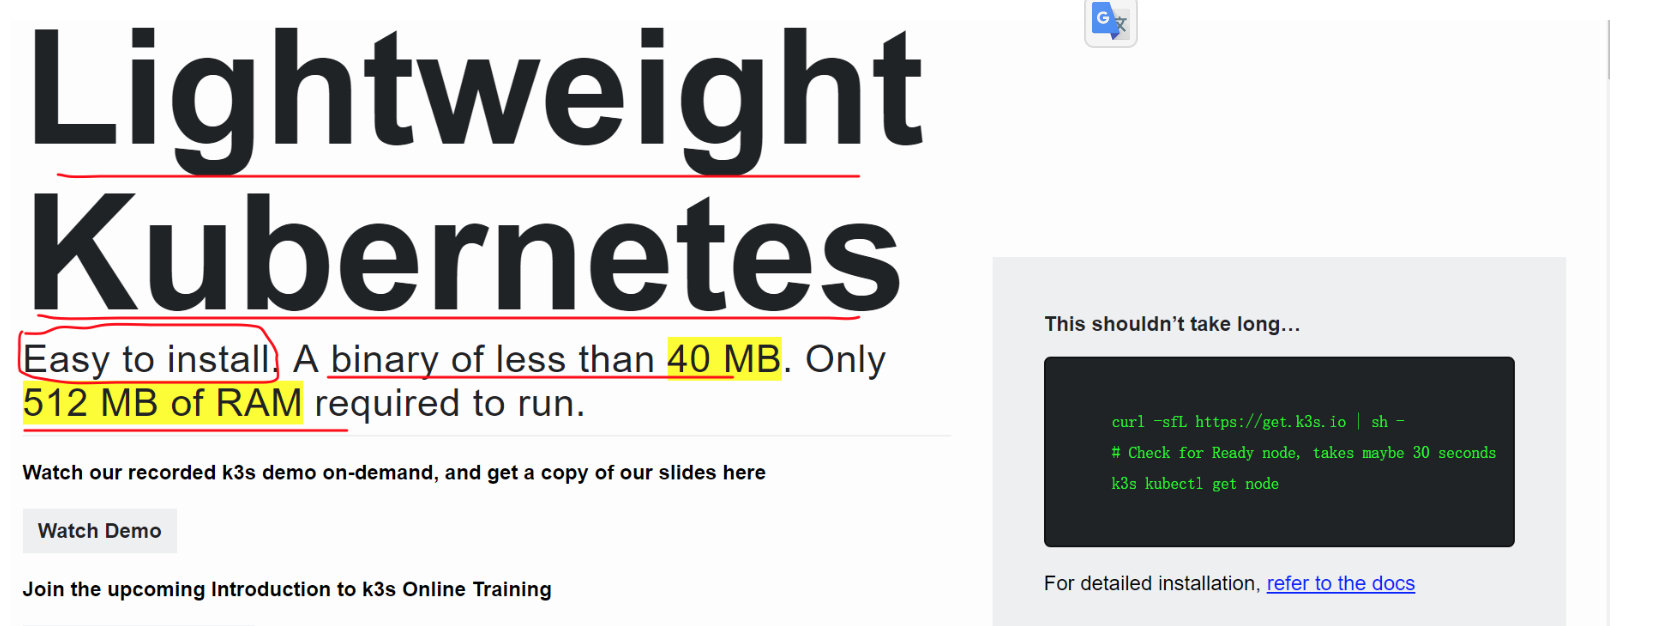 Lightweight
Kubernetes
Easy to install. A binary of less than 40 MB. Only
512 MB of RAM required to run.
Watch our recorded k3s demo on-demand, and get a copy of our slides here
Watch Demo
Join the upcoming Introduction to k3s Online Training
G 文
This shouldn’t take long…
curl -sfL https://get.k3s.io | sh -
# Check for Ready node, takes maybe 30 seconds
k3s kubectl get node
For detailed installation, refer to the docs